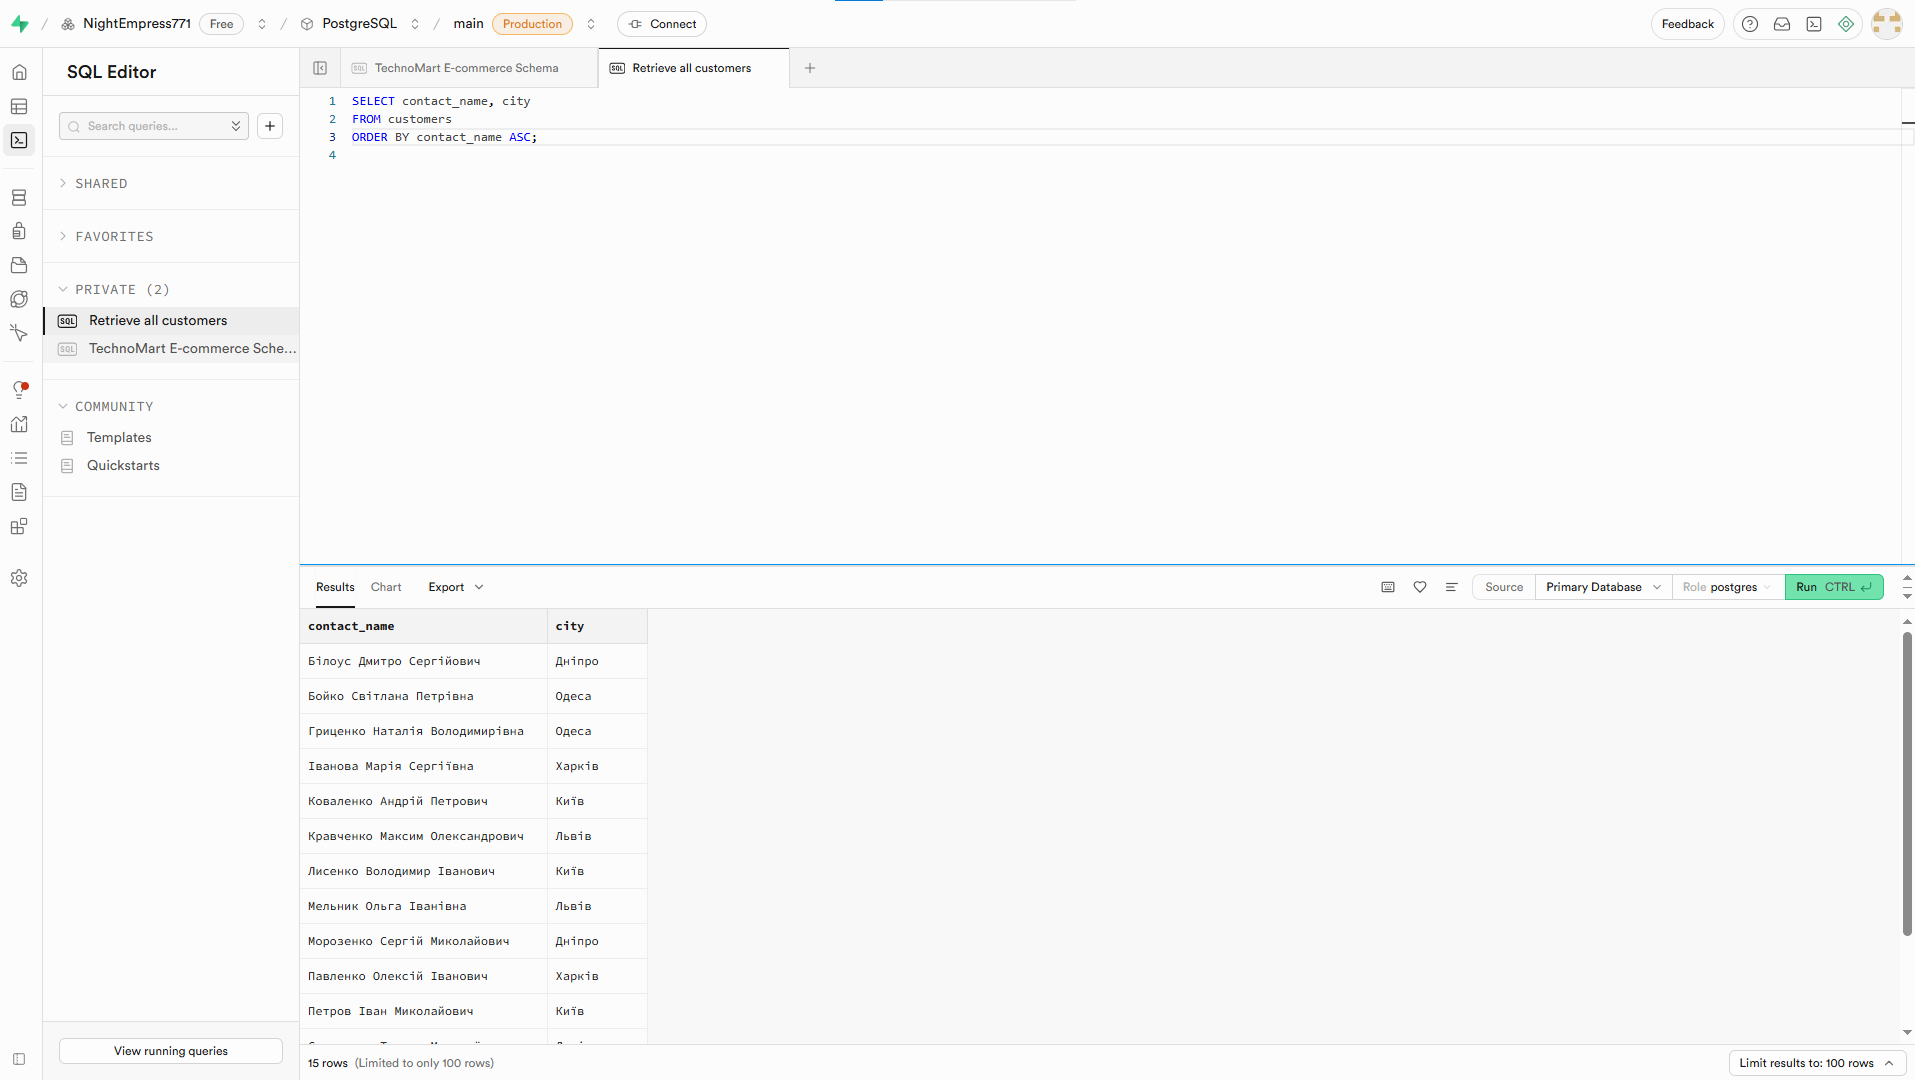 NightEmpress771 Free PostgreSQL main Production Connect Feedback
SQL Editor
TechnoMart E-commerce Schema
Retrieve all customers
Search queries...
SHARED
FAVORITES
PRIVATE (2)
SQL Retrieve all customers
SQL TechnoMart E-commerce Sche...
COMMUNITY
Templates
Quickstarts
View running queries
1 SELECT contact_name, city
2 FROM customers
3 ORDER BY contact_name ASC;
4
Results Chart Export Source Primary Database Role postgres Run CTRL
contact_name city
Білоус Дмитро Сергійович Дніпро
Бойко Світлана Петрівна Одеса
Гриценко Наталія Володимирівна Одеса
Іванова Марія Сергіївна Харків
Коваленко Андрій Петрович Київ
Кравченко Максим Олександрович Львів
Лисенко Володимир Іванович Київ
Мельник Ольга Іванівна Львів
Морозенко Сергій Миколайович Дніпро
Павленко Олексій Іванович Харків
Петров Іван Миколайович Київ
15 rows (Limited to only 100 rows)
Limit results to: 100 rows